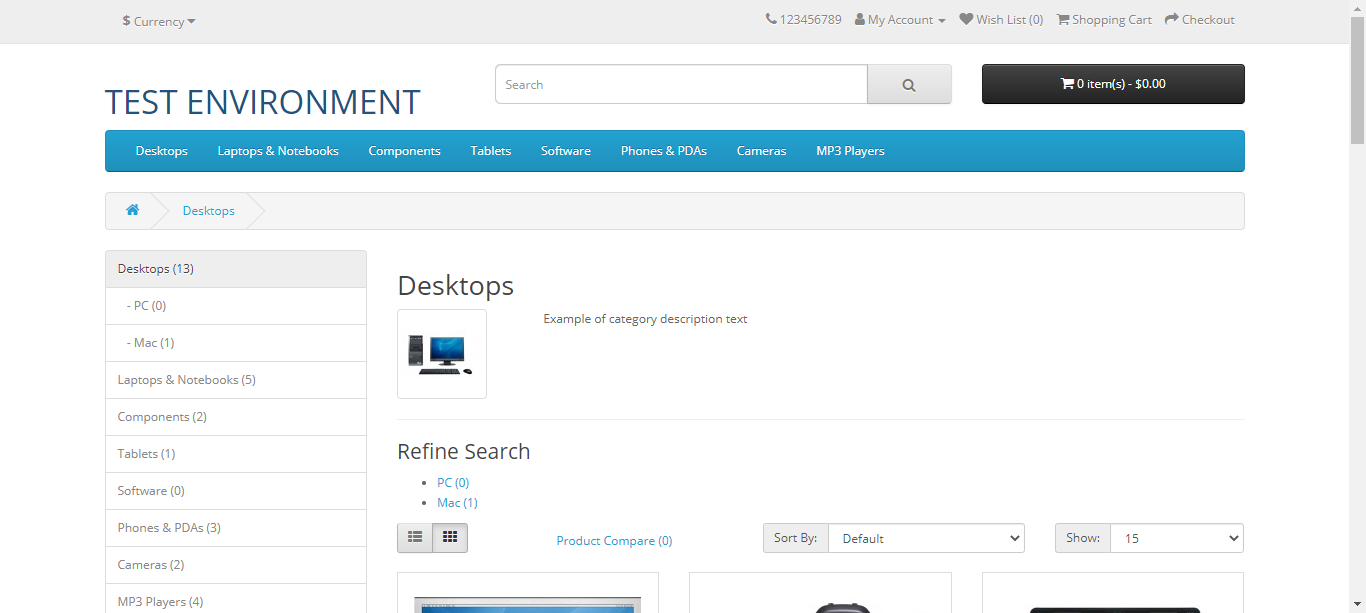 $ Currency
123456789 My Account Wish List (0) Shopping Cart Checkout
TEST ENVIRONMENT
Search
0 item(s) - $0.00
Desktops Laptops & Notebooks Components Tablets Software Phones & PDAs Cameras MP3 Players
Desktops
Desktops (13)
- PC (0)
- Mac (1)
Laptops & Notebooks (5)
Components (2)
Tablets (1)
Software (0)
Phones & PDAs (3)
Cameras (2)
MP3 Players (4)
Desktops
Example of category description text
Refine Search
PC (0)
Mac (1)
Product Compare (0)
Sort By: Default
Show: 15